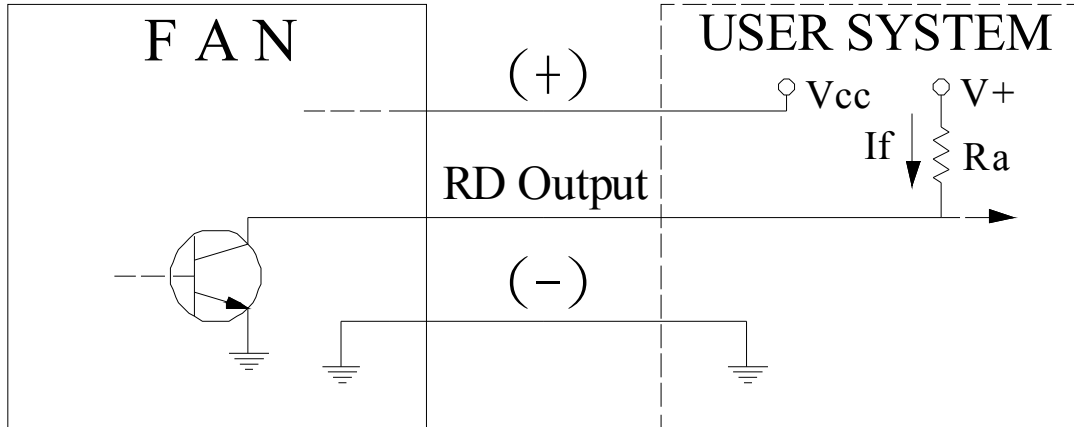 F A N
USER SYSTEM
(+)
Vcc
V+
If
Ra
RD Output
(-)